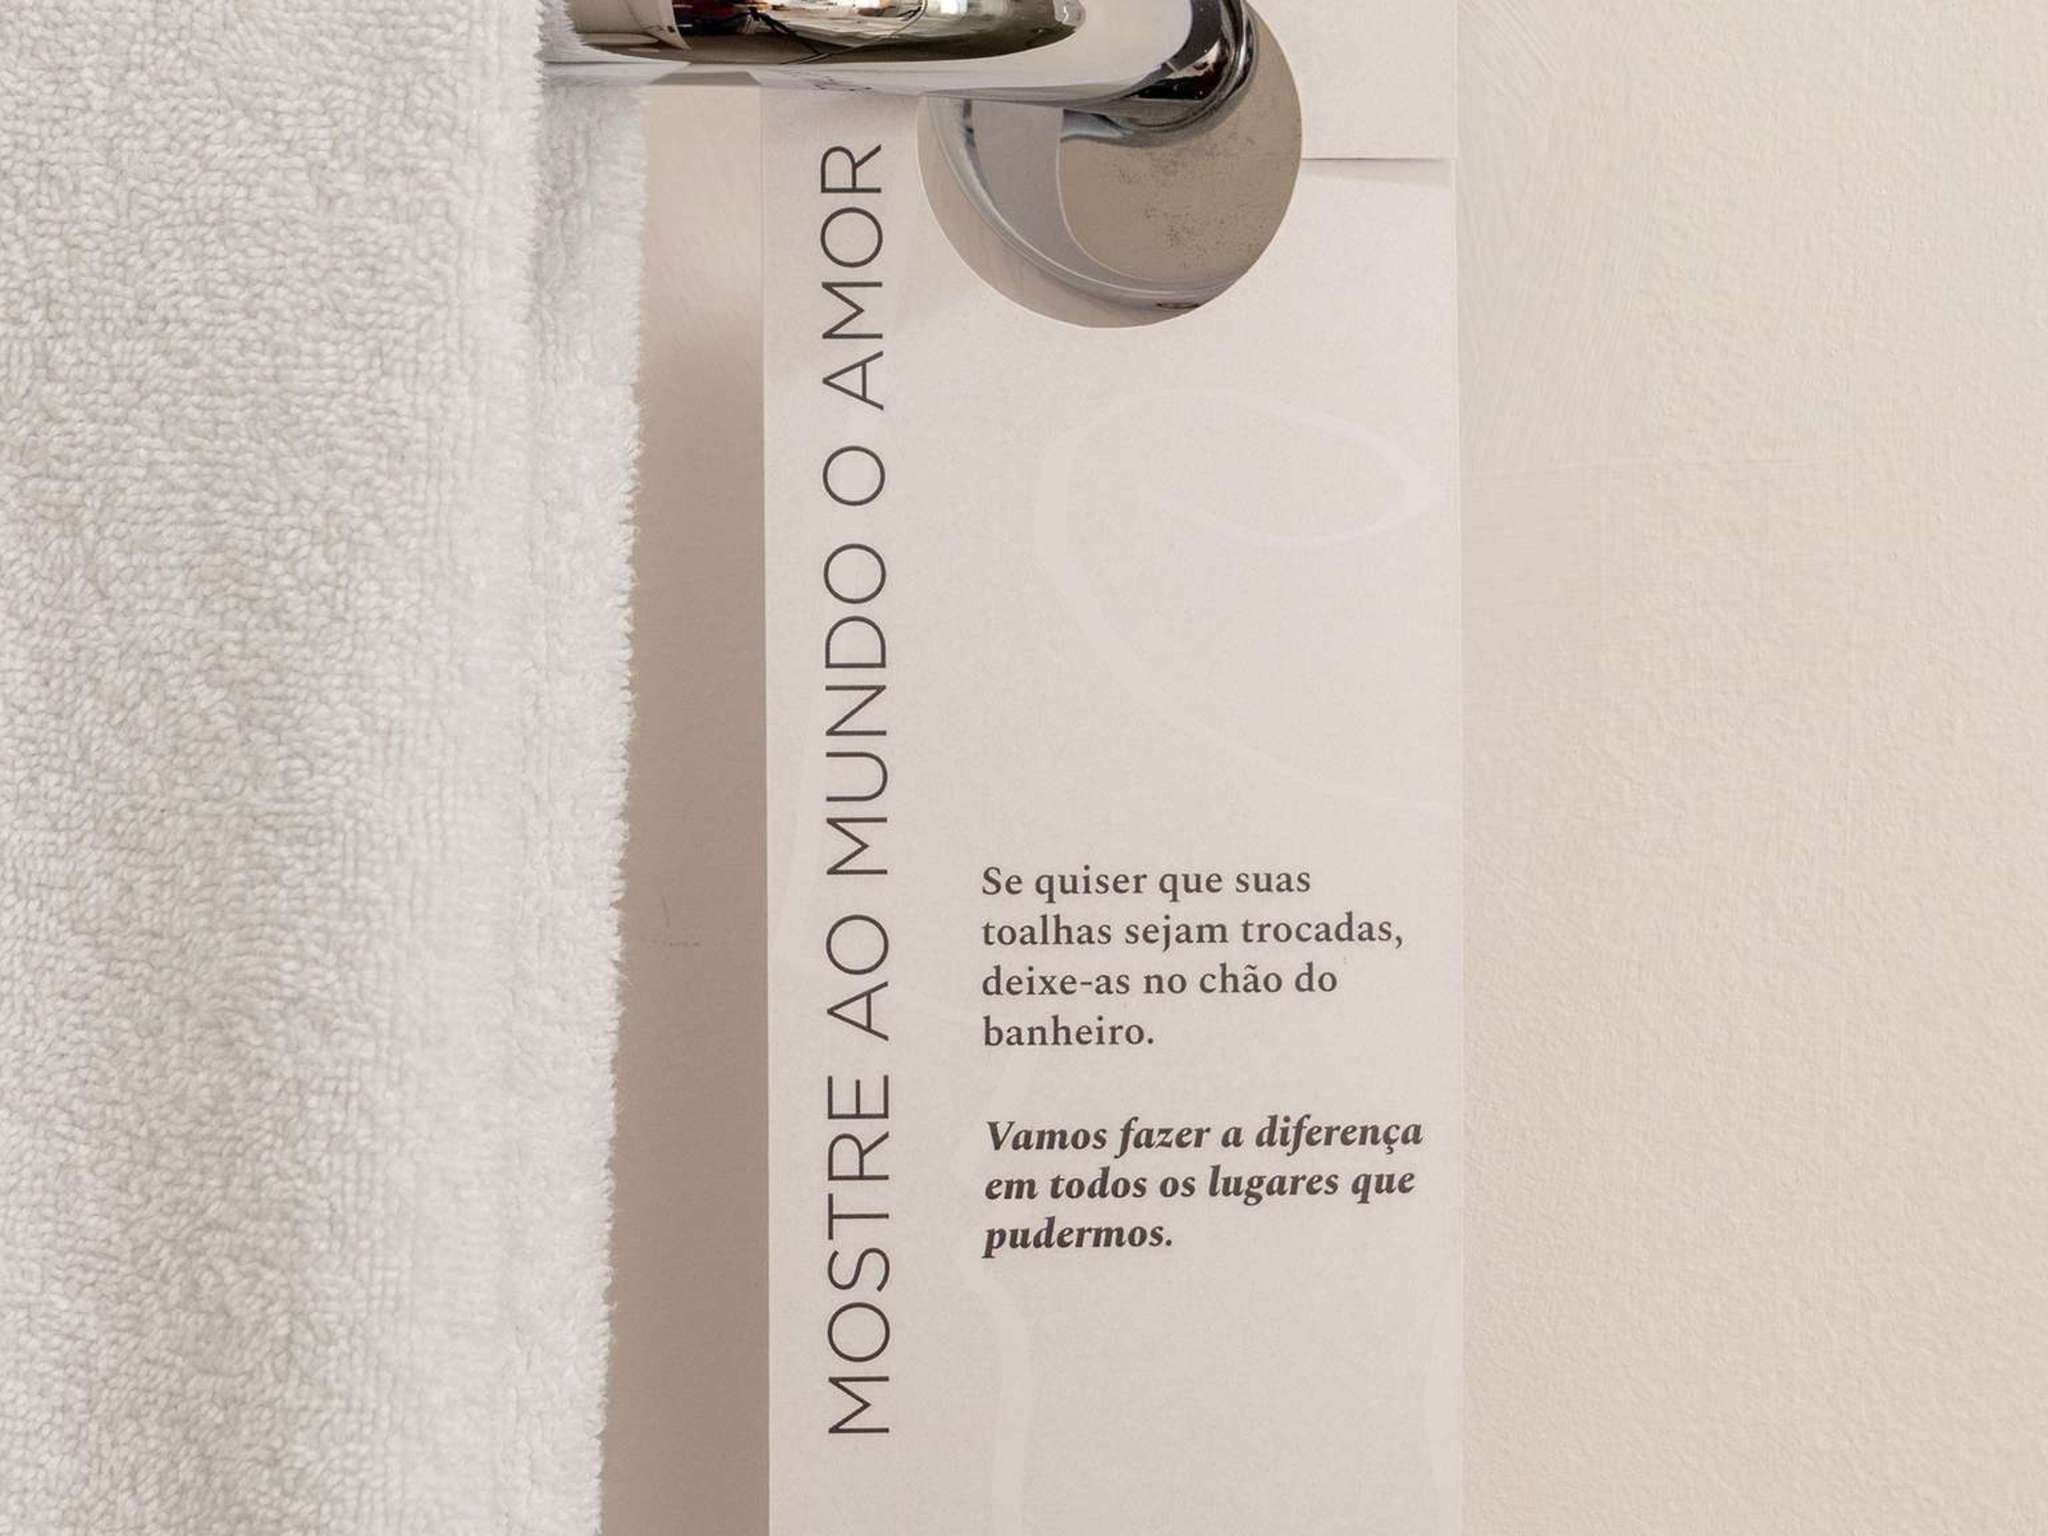 MOSTRE AO MUNDO O AMOR
Se quiser que suas
toalhas sejam trocadas,
deixe-as no chão do
banheiro.
Vamos fazer a diferença
em todos os lugares que
pudermos.